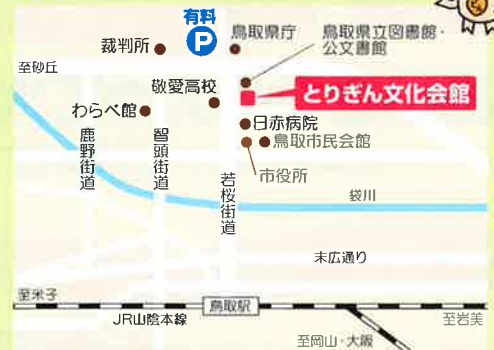 有料
P
裁判所
鳥取県庁
鳥取県立図書館・
公文書館
至砂丘
敬愛高校
とりぎん文化会館
わらべ館
日赤病院
鳥取市民会館
鹿野街道
智頭街道
若桜街道
市役所
袋川
末広通り
至米子
鳥取駅
JR山陰本線
至岩美
至岡山・大阪